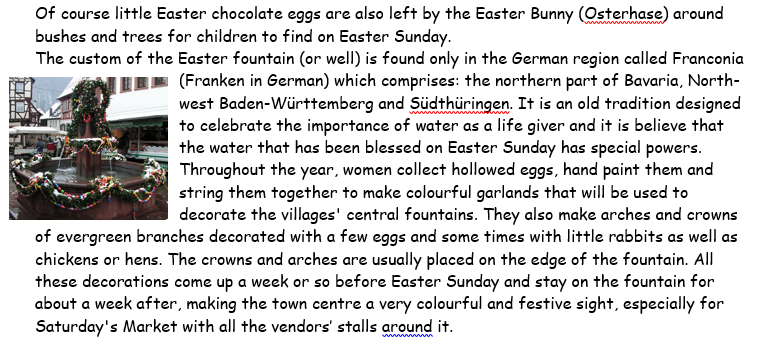 Of course little Easter chocolate eggs are also left by the Easter Bunny (Osterhase) around
bushes and trees for children to find on Easter Sunday.
The custom of the Easter fountain (or well) is found only in the German region called Franconia
(Franken in German) which comprises: the northern part of Bavaria, North-
west Baden-Württemberg and Südthüringen. It is an old tradition designed
to celebrate the importance of water as a life giver and it is believe that
the water that has been blessed on Easter Sunday has special powers.
Throughout the year, women collect hollowed eggs, hand paint them and
string them together to make colourful garlands that will be used to
decorate the villages' central fountains. They also make arches and crowns
of evergreen branches decorated with a few eggs and some times with little rabbits as well as
chickens or hens. The crowns and arches are usually placed on the edge of the fountain. All
these decorations come up a week or so before Easter Sunday and stay on the fountain for
about a week after, making the town centre a very colourful and festive sight, especially for
Saturday's Market with all the vendors’ stalls around it.